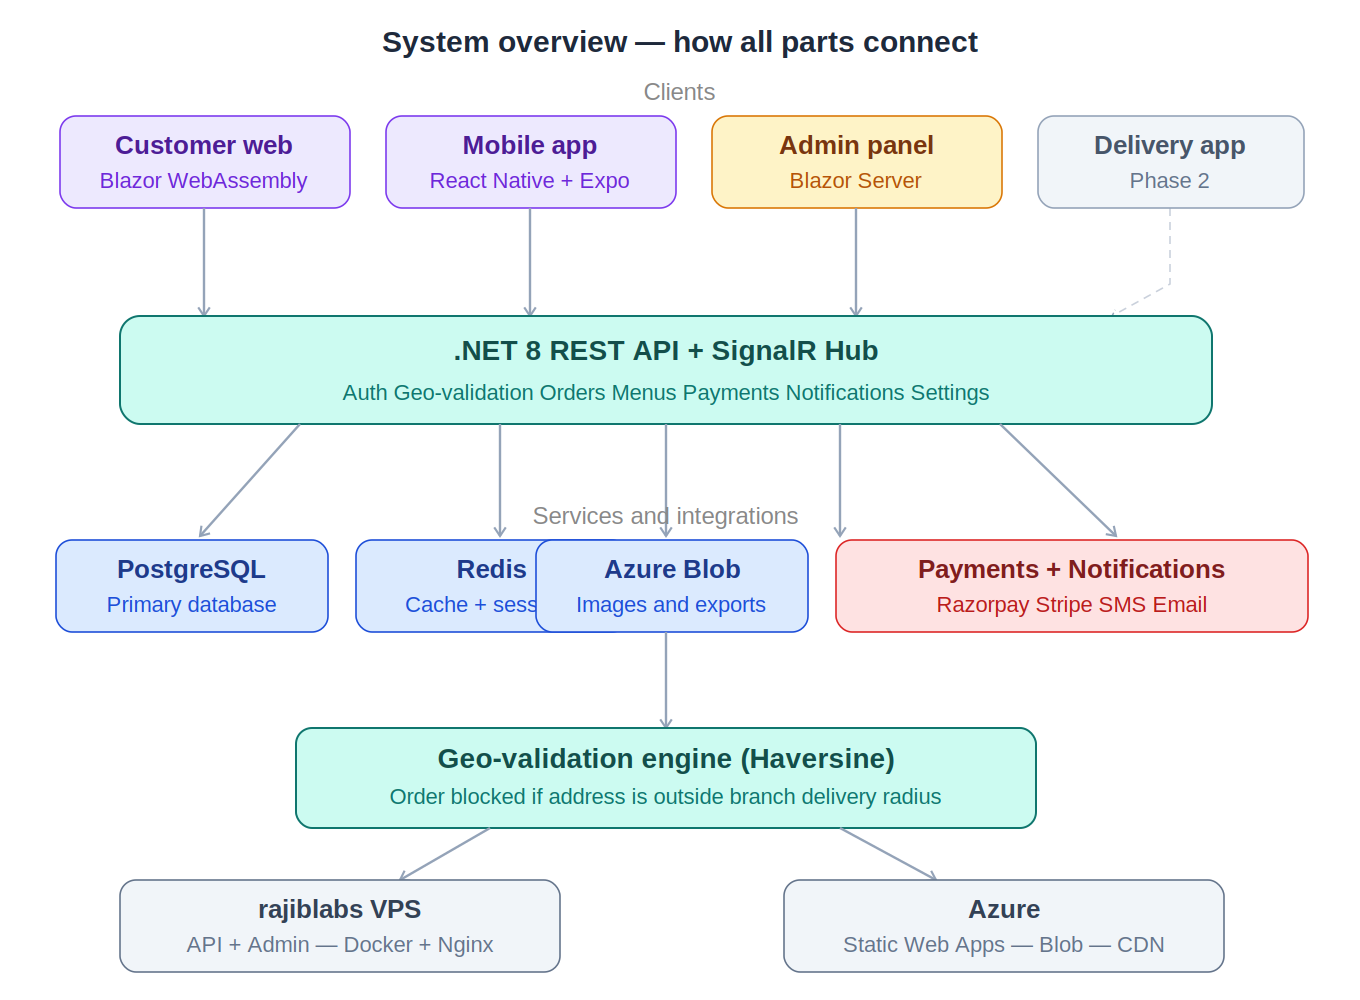 System overview — how all parts connect
Clients
Customer web
Blazor WebAssembly
Mobile app
React Native + Expo
Admin panel
Blazor Server
Delivery app
Phase 2
.NET 8 REST API + SignalR Hub
Auth Geo-validation Orders Menus Payments Notifications Settings
Services and integrations
PostgreSQL
Primary database
Redis
Cache + sess
Azure Blob
Images and exports
Payments + Notifications
Razorpay Stripe SMS Email
Geo-validation engine (Haversine)
Order blocked if address is outside branch delivery radius
rajiblabs VPS
API + Admin — Docker + Nginx
Azure
Static Web Apps — Blob — CDN